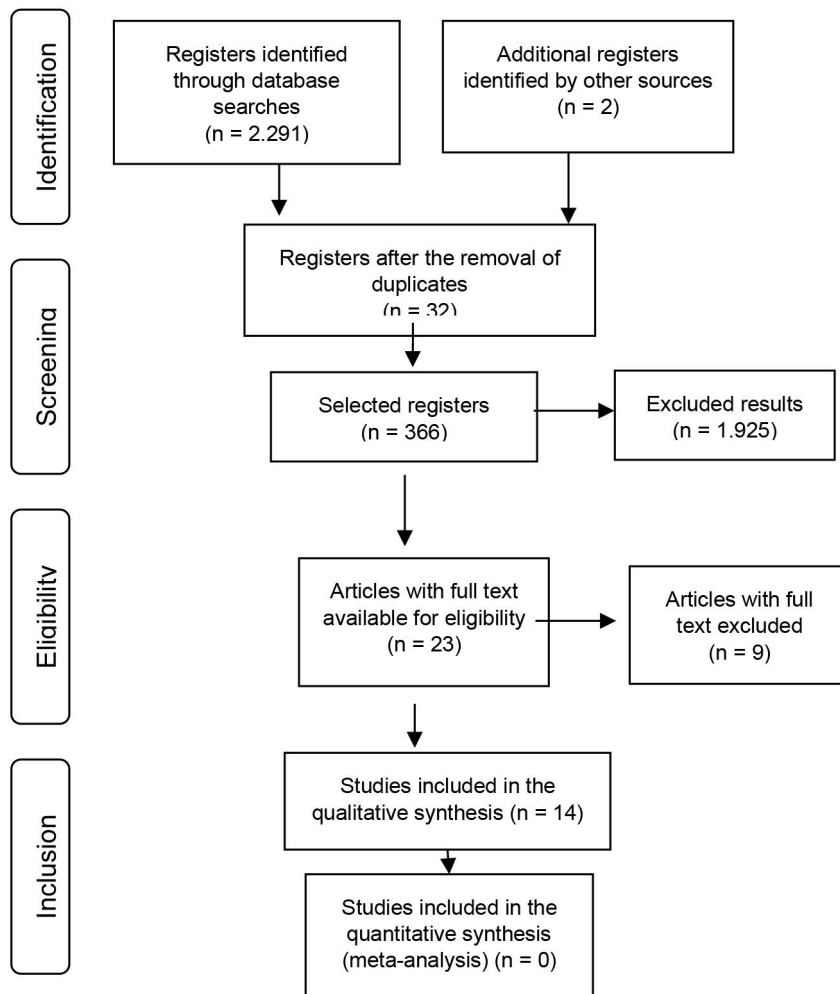 Identification
Registers identified
through database
searches
(n = 2.291)
Additional registers
identified by other sources
(n = 2)
Screening
Registers after the removal of
duplicates
(n = 32)
Selected registers
(n = 366)
Excluded results
(n = 1.925)
Eligibility
Articles with full text
available for eligibility
(n = 23)
Articles with full
text excluded
(n = 9)
Inclusion
Studies included in the
qualitative synthesis (n = 14)
Studies included in the
quantitative synthesis
(meta-analysis) (n = 0)